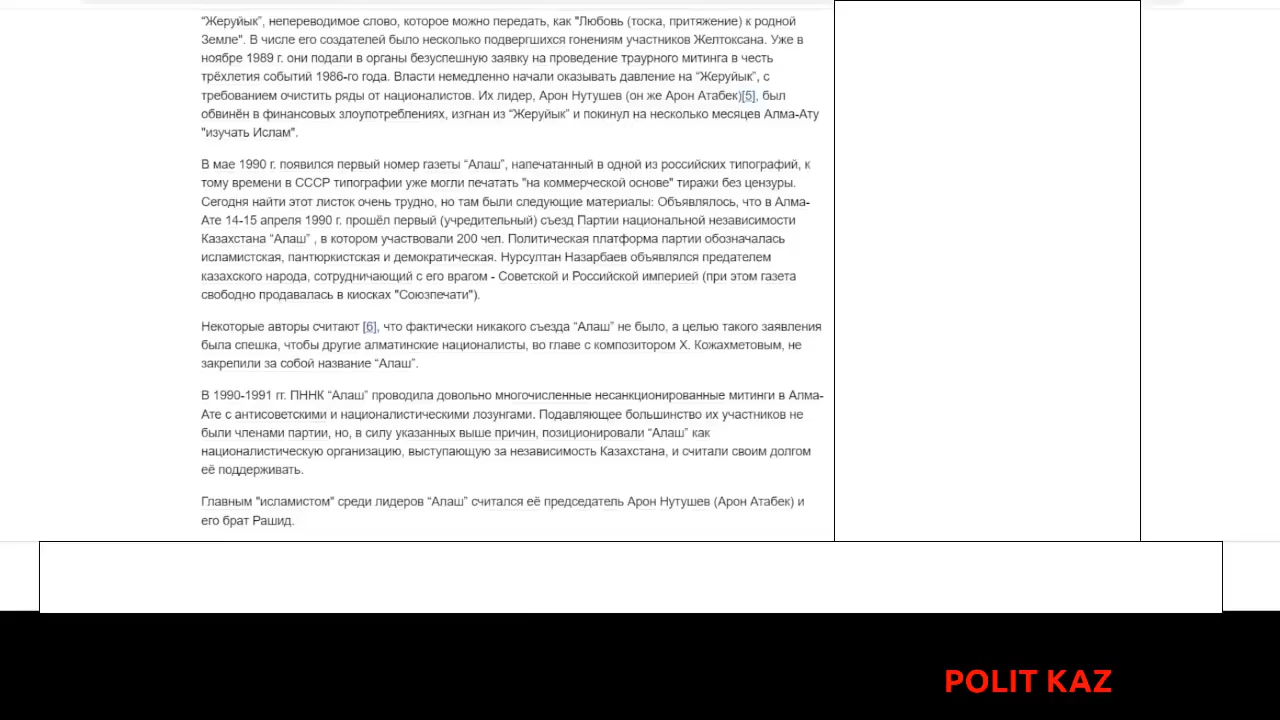 “Жеруйык”, непереводимое слово, которое можно передать, как "Любовь (тоска, притяжение) к родной
Земле". В числе его создателей было несколько подвергшихся гонениям участников Желтоксана. Уже в
ноябре 1989 г. они подали в органы безуспешную заявку на проведение траурного митинга в честь
трёхлетия событий 1986-го года. Власти немедленно начали оказывать давление на “Жеруйык”, с
требованием очистить ряды от националистов. Их лидер, Арон Нутушев (он же Арон Атабек)[5], был
обвинён в финансовых злоупотреблениях, изгнан из “Жеруйык” и покинул на несколько месяцев Алма-Ату
"изучать Ислам".
В мае 1990 г. появился первый номер газеты “Алаш”, напечатанный в одной из российских типографий, к
тому времени в СССР типографии уже могли печатать "на коммерческой основе" тиражи без цензуры.
Сегодня найти этот листок очень трудно, но там были следующие материалы: Объявлялось, что в Алма-
Ате 14-15 апреля 1990 г. прошёл первый (учредительный) съезд Партии национальной независимости
Казахстана “Алаш” , в котором участвовали 200 чел. Политическая платформа партии обозначалась
исламистская, пантюркистская и демократическая. Нурсултан Назарбаев объявлялся предателем
казахского народа, сотрудничающий с его врагом - Советской и Российской империей (при этом газета
свободно продавалась в киосках "Союзпечати").
Некоторые авторы считают [6], что фактически никакого съезда “Алаш” не было, а целью такого заявления
была спешка, чтобы другие алматинские националисты, во главе с композитором Х. Кожахметовым, не
закрепили за собой название “Алаш”.
В 1990-1991 гг. ПННК “Алаш” проводила довольно многочисленные несанкционированные митинги в Алма-
Ате с антисоветскими и националистическими лозунгами. Подавляющее большинство их участников не
были членами партии, но, в силу указанных выше причин, позиционировали “Алаш” как
националистическую организацию, выступающую за независимость Казахстана, и считали своим долгом
её поддерживать.
Главным "исламистом" среди лидеров “Алаш” считался её председатель Арон Нутушев (Арон Атабек) и
его брат Рашид.
POLIT KAZ